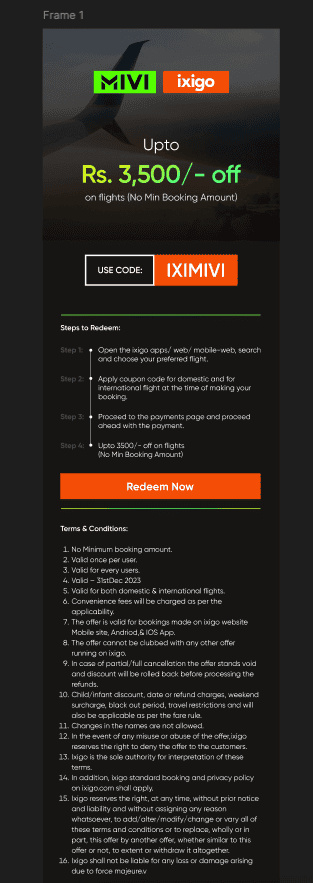 Frame 1
MIVI ixigo
Upto
Rs. 3,500/- off
on flights (No Min Booking Amount)
USE CODE: IXIMIVI
Steps to Redeem:
Step 1: Open the ixigo apps/ web/ mobile-web, search
and choose your preferred flight.
Step 2: Apply coupon code for domestic and for
international flight at the time of making your
booking.
Step 3: Proceed to the payments page and proceed
ahead with the payment.
Step 4: Upto 3500/- off on flights
(No Min Booking Amount)
Redeem Now
Terms & Conditions:
1. No Minimum booking amount.
2. Valid once per user.
3. Valid for every users.
4. Valid – 31stDec 2023
5. Valid for both domestic & international flights.
6. Convenience fees will be charged as per the
applicability.
7. The offer is valid for bookings made on ixigo website
Mobile site, Andriod,& IOS App.
8. The offer cannot be clubbed with any other offer
running on ixigo.
9. In case of partial/full cancellation the offer stands void
and discount will be rolled back before processing the
refunds.
10. Child/infant discount, date or refund charges, weekend
surcharge, black out period, travel restrictions and will
also be applicable as per the fare rule.
11. Changes in the names are not allowed.
12. In the event of any misuse or abuse of the offer,ixigo
reserves the right to deny the offer to the customers.
13. Ixigo is the sole authority for interpretation of these
terms.
14. In addition, ixigo standard booking and privacy policy
on ixigo.com shall apply.
15. Ixigo reserves the right, at any time, without prior notice
and liability and without assigning any reason
whatsoever, to add/alter/modify/change or vary all of
these terms and conditions or to replace, wholly or in
part, this offer by another offer, whether similar to this
offer or not, to extent or withdraw it altogether.
16. Ixigo shall not be liable for any loss or damage arising
due to force majeure.v